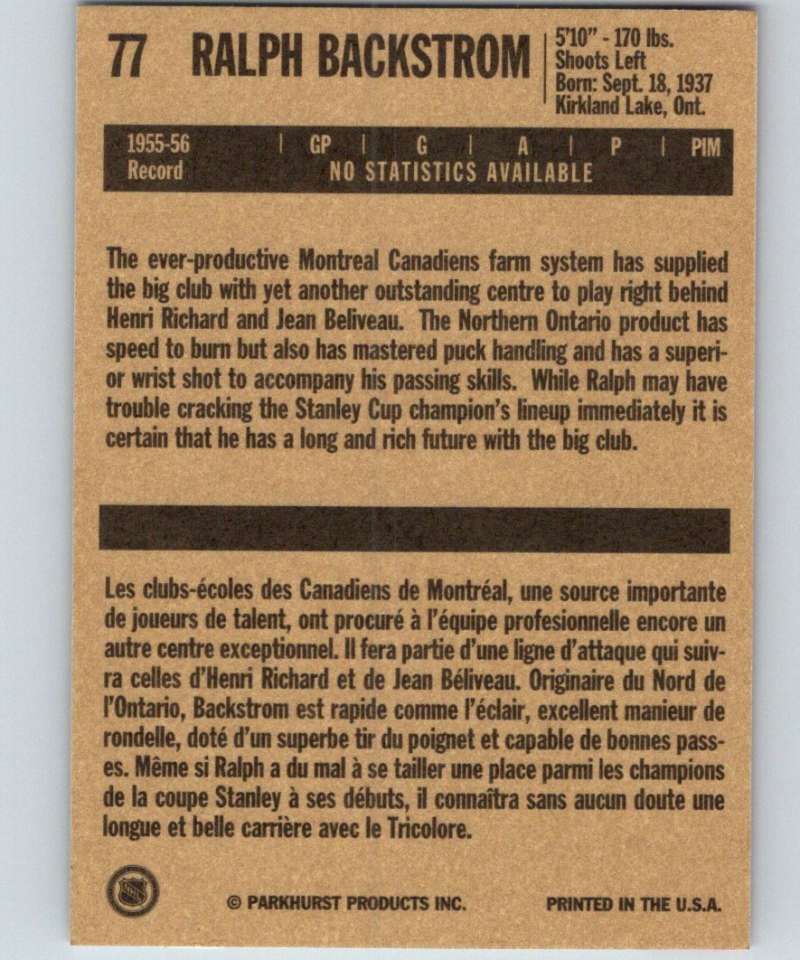 77 RALPH BACKSTROM
5'10" - 170 lbs.
Shoots Left
Born: Sept. 18, 1937
Kirkland Lake, Ont.
1955-56 | GP | G | A | P | PIM
Record NO STATISTICS AVAILABLE
The ever-productive Montreal Canadiens farm system has supplied
the big club with yet another outstanding centre to play right behind
Henri Richard and Jean Beliveau. The Northern Ontario product has
speed to burn but also has mastered puck handling and has a superi-
or wrist shot to accompany his passing skills. While Ralph may have
trouble cracking the Stanley Cup champion's lineup immediately it is
certain that he has a long and rich future with the big club.
Les clubs-écoles des Canadiens de Montréal, une source importante
de joueurs de talent, ont procuré à l'équipe profesionnelle encore un
autre centre exceptionnel. Il fera partie d'une ligne d'attaque qui suiv-
ra celles d'Henri Richard et de Jean Béliveau. Originaire du Nord de
l'Ontario, Backstrom est rapide comme l'éclair, excellent manieur de
rondelle, doté d'un superbe tir du poignet et capable de bonnes pass-
es. Même si Ralph a du mal à se tailler une place parmi les champions
de la coupe Stanley à ses débuts, il connaîtra sans aucun doute une
longue et belle carrière avec le Tricolore.
NHL
© PARKHURST PRODUCTS INC. PRINTED IN THE U.S.A.